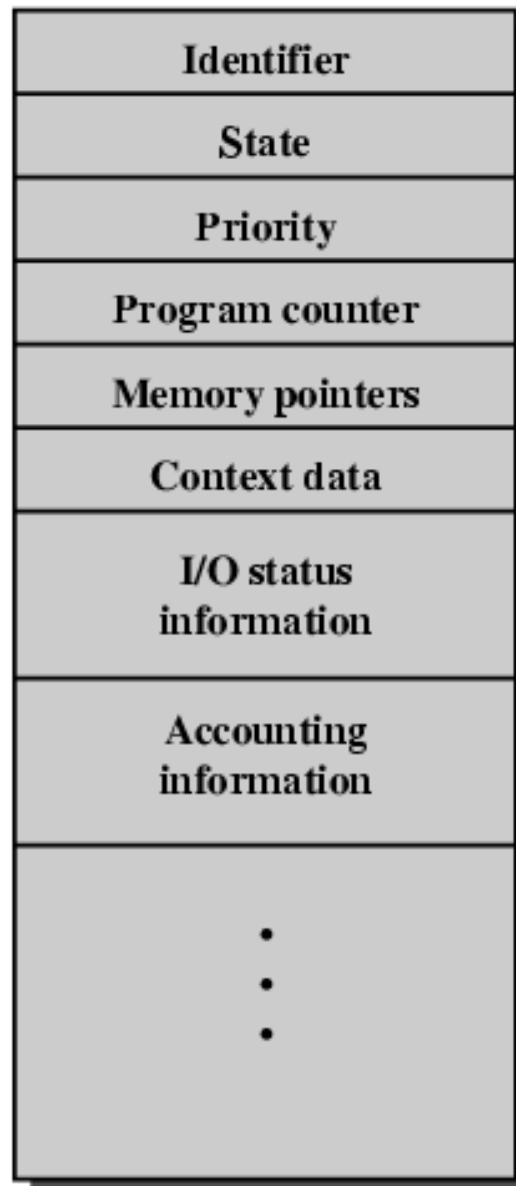 Identifier
State
Priority
Program counter
Memory pointers
Context data
I/O status
information
Accounting
information